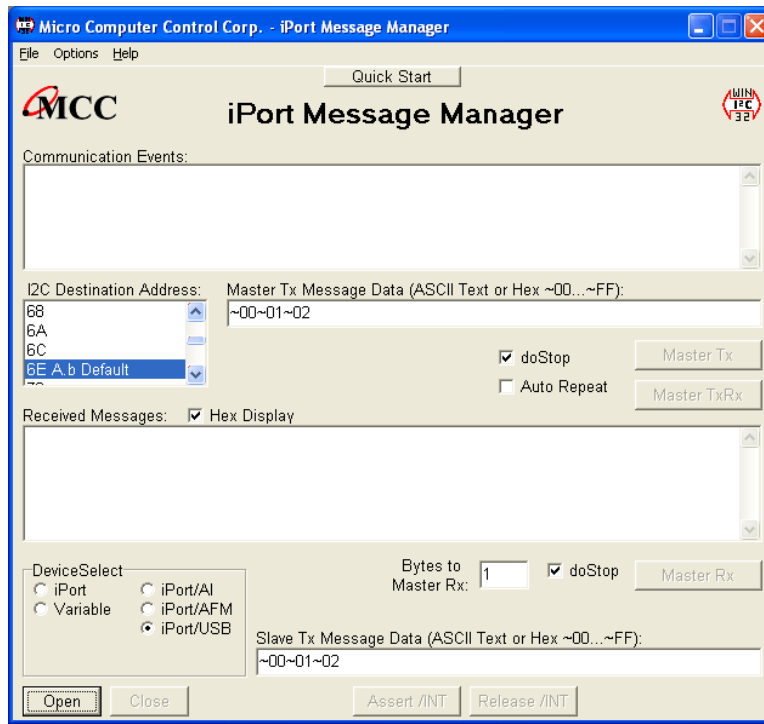 Micro Computer Control Corp. - iPort Message Manager
File Options Help
Quick Start
MCC
iPort Message Manager
WIN
I²C
32
Communication Events:
I2C Destination Address:
68
6A
6C
6E A.b Default
Master Tx Message Data (ASCII Text or Hex ~00...~FF):
~00~01~02
doStop
Master Tx
Auto Repeat
Master TxRx
Received Messages:
Hex Display
DeviceSelect
iPort
iPort/AI
Variable
iPort/AFM
iPort/USB
Bytes to
Master Rx:
1
doStop
Master Rx
Slave Tx Message Data (ASCII Text or Hex ~00...~FF):
~00~01~02
Open
Close
Assert /INT
Release /INT